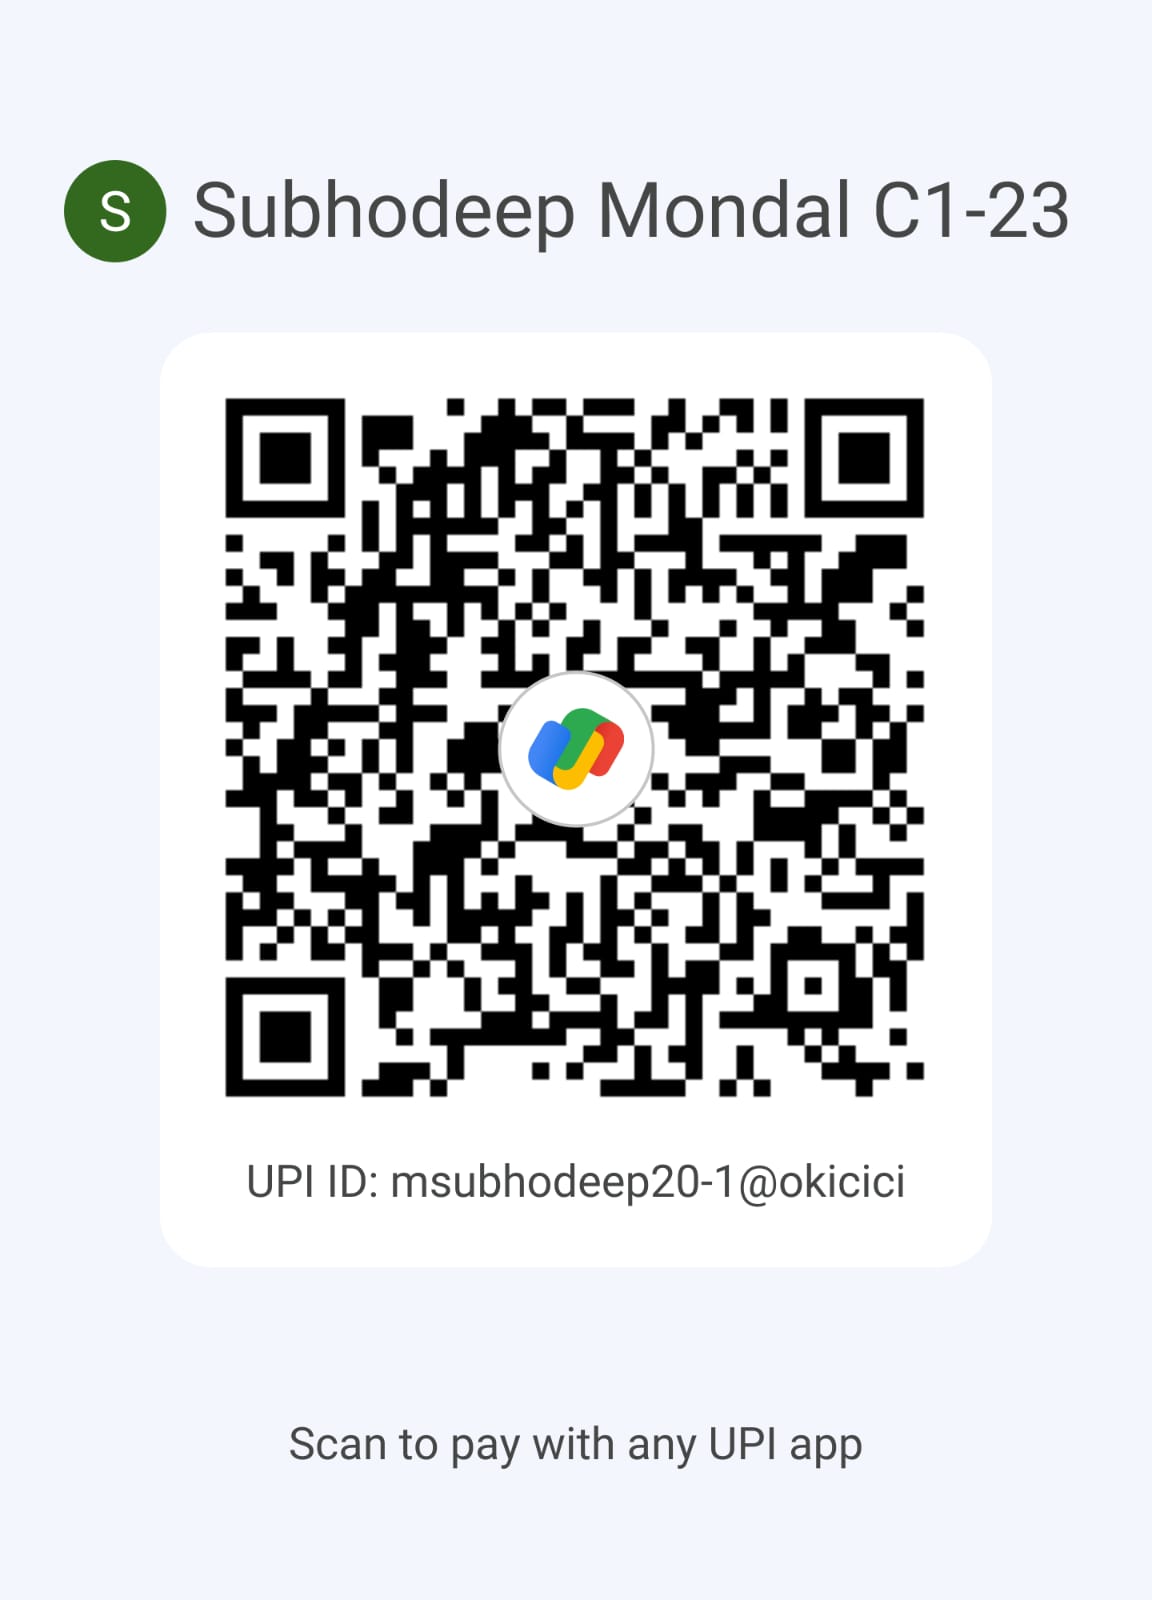 S
Subhodeep Mondal C1-23
UPI ID: msubhodeep20-1@okicici
Scan to pay with any UPI app